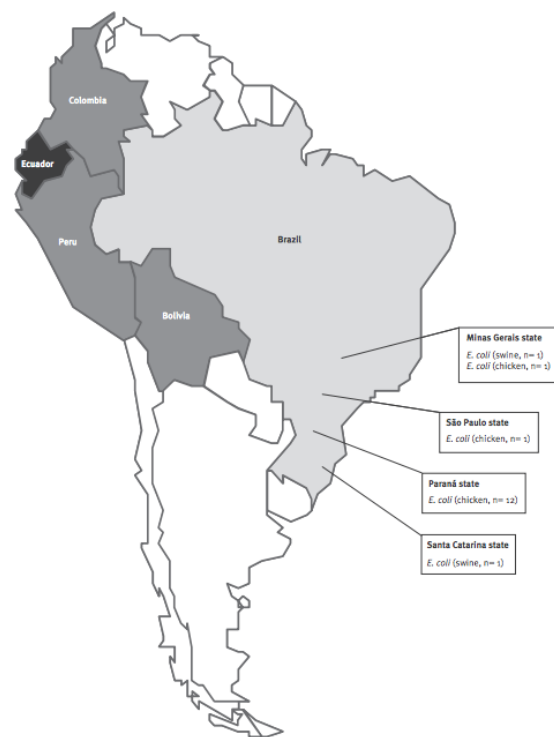 Colombia
Ecuador
Peru
Brazil
Bolivia
Minas Gerais state
E. coli (swine, n= 1)
E. coli (chicken, n= 1)
São Paulo state
E. coli (chicken, n= 1)
Paraná state
E. coli (chicken, n= 12)
Santa Catarina state
E. coli (swine, n= 1)